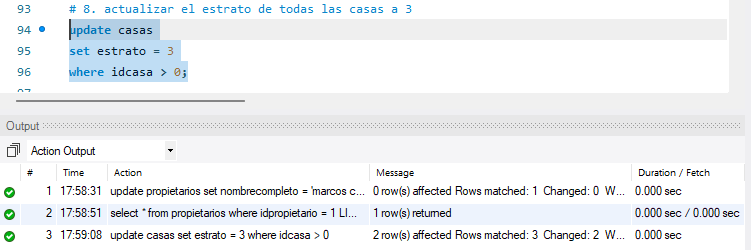 93 # 8. actualizar el estrato de todas las casas a 3
94 update casas
95 set estrato = 3
96 where idcasa > 0;
Output
Action Output
# Time Action Message Duration / Fetch
1 17:58:31 update propietarios set nombrecompleto = 'marcos c... 0 row(s) affected Rows matched: 1 Changed: 0 W... 0.000 sec
2 17:58:51 select * from propietarios where idpropietario = 1 LI... 1 row(s) returned 0.000 sec / 0.000 sec
3 17:59:08 update casas set estrato = 3 where idcasa > 0 2 row(s) affected Rows matched: 3 Changed: 2 W... 0.000 sec